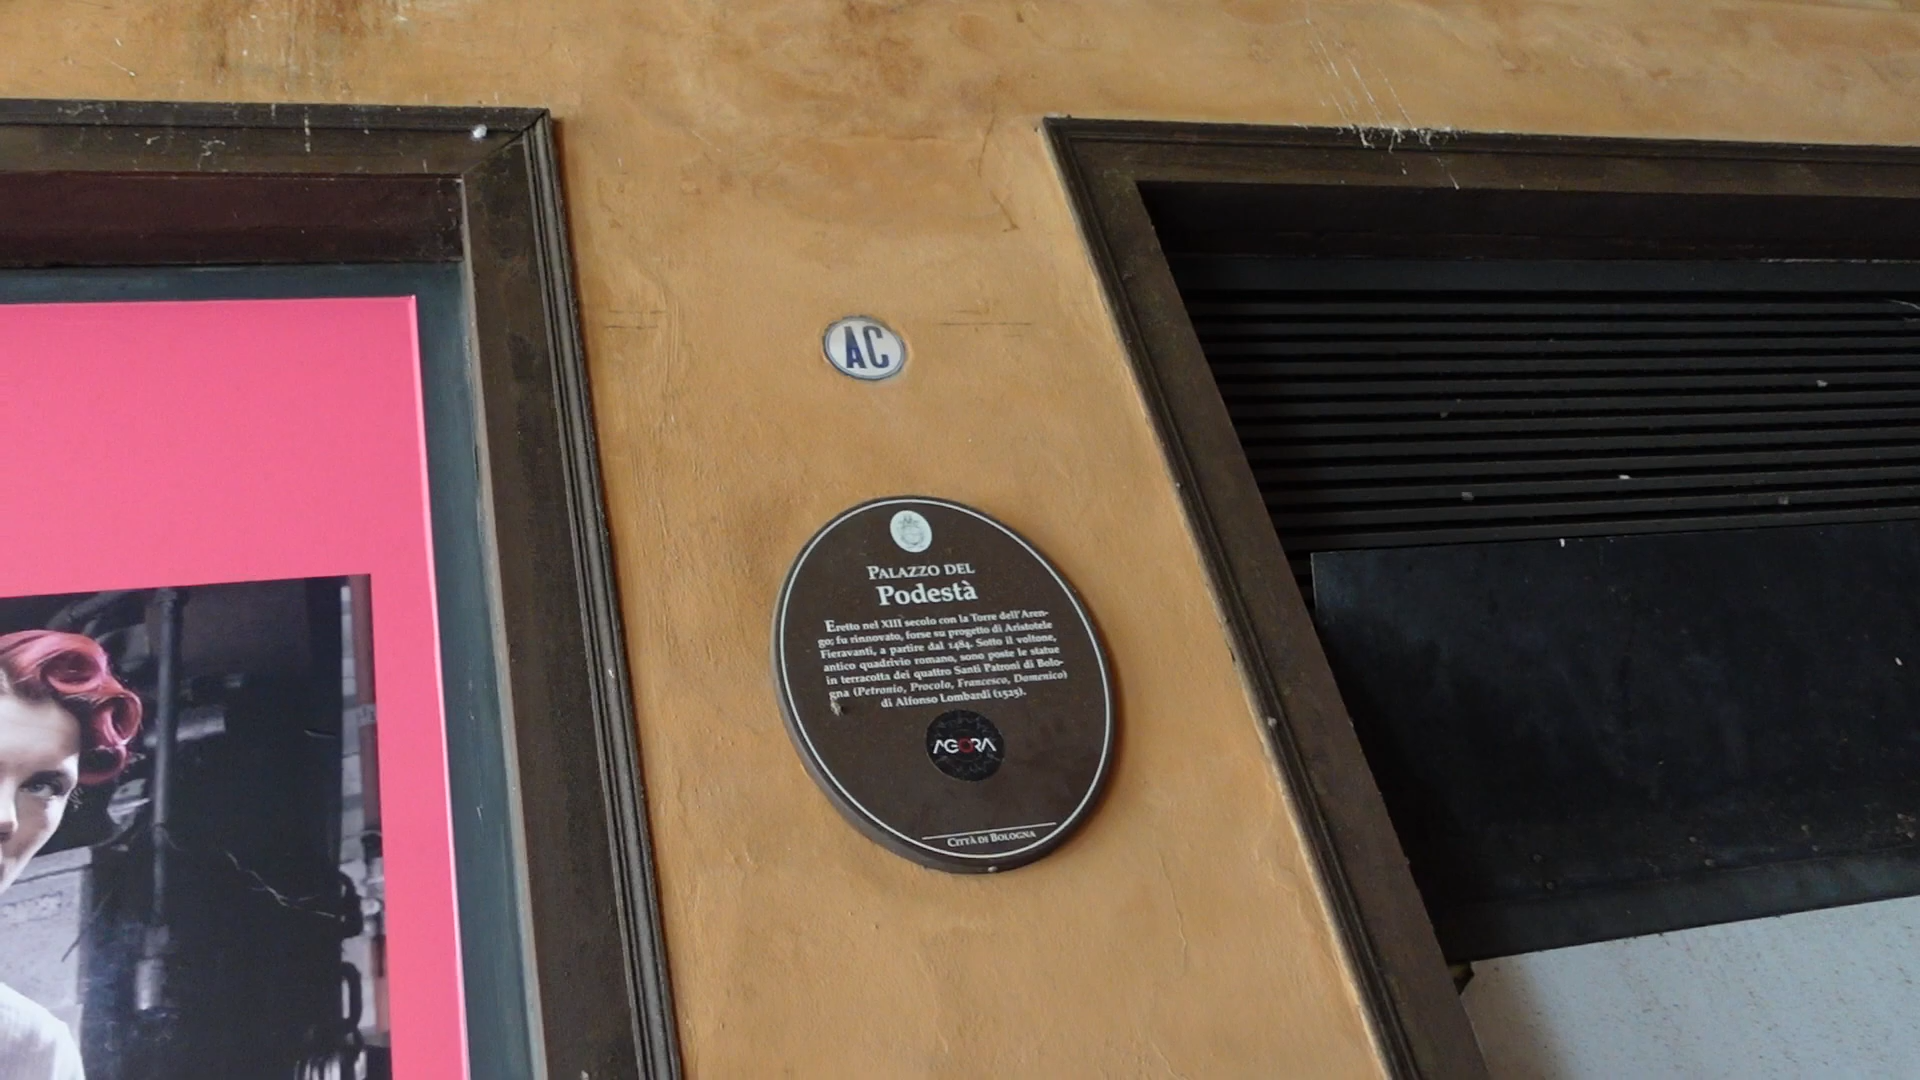 AC
PALAZZO DEL
Podestà
Eretto nel XIII secolo con la Torre dell'Aren-
go; fu rinnovato, forse su progetto di Aristotele
Fieravanti, a partire dal 1484. Sotto il voltone,
antico quadrivio romano, sono poste le statue
in terracotta dei quattro Santi Patroni di Bolo-
gna (Petronio, Procolo, Francesco, Domenico)
di Alfonso Lombardi (1525).
AGORA
CITTÀ DI BOLOGNA